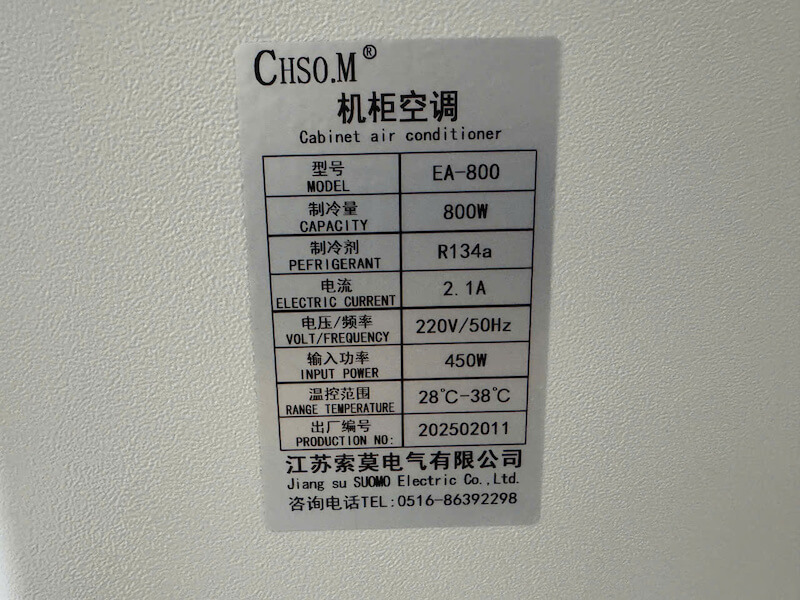 CHSO.M®
机柜空调
Cabinet air conditioner
型号 EA-800
MODEL
制冷量 800W
CAPACITY
制冷剂 R134a
PEFRIGERANT
电流 2.1A
ELECTRIC CURRENT
电压/频率 220V/50Hz
VOLT/FREQUENCY
输入功率 450W
INPUT POWER
温控范围 28℃-38℃
RANGE TEMPERATURE
出厂编号 202502011
PRODUCTION NO:
江苏索莫电气有限公司
Jiang su SUOMO Electric Co.,Ltd.
咨询电话TEL:0516-86392298